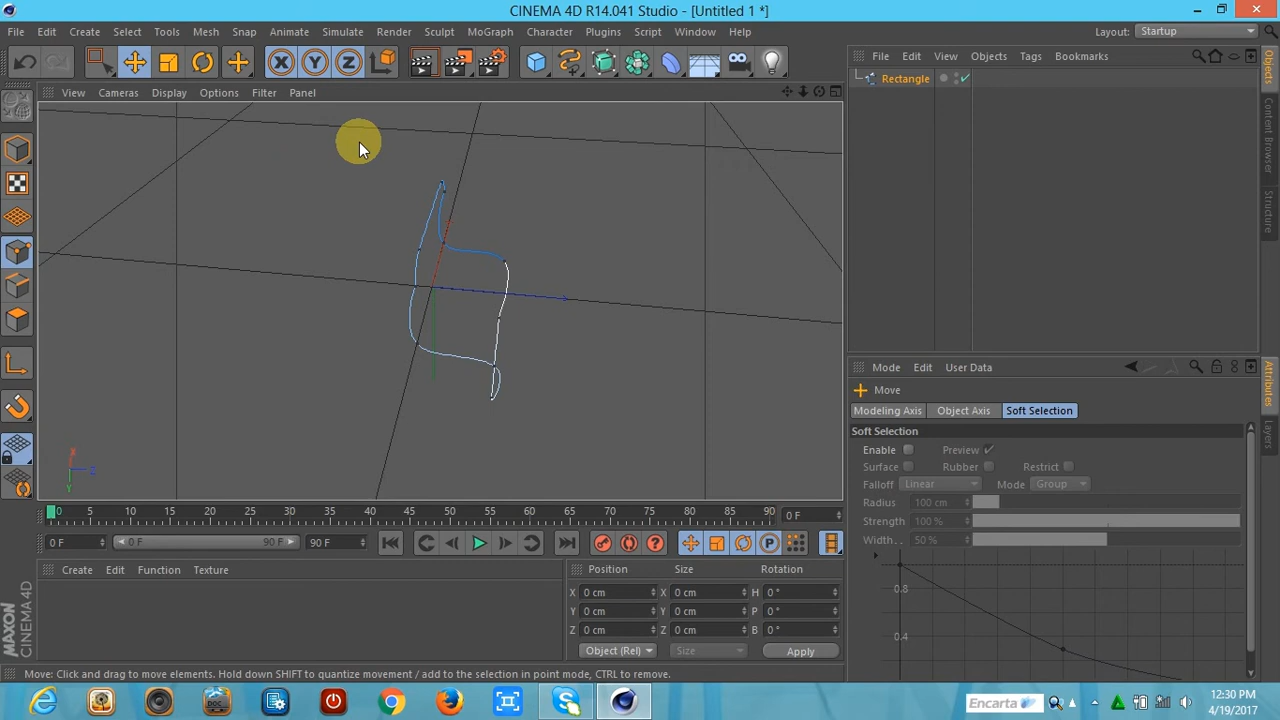 CINEMA 4D R14.041 Studio - [Untitled 1 *]
File Edit Create Select Tools Mesh Snap Animate Simulate Render Sculpt MoGraph Character Plugins Script Window Help
Layout: Startup
X Y Z
File Edit View Objects Tags Bookmarks
Rectangle
View Cameras Display Options Filter Panel
Objects
Content Browser
Structure
X
Z
Y
Mode Edit User Data
Move
Modeling Axis Object Axis Soft Selection
Soft Selection
Enable Preview
Surface Rubber Restrict
Falloff Linear Mode Group
Radius 100 cm
Strength 100 %
Width.. 50 %
0.8
0.4
Attributes
Layers
0 5 10 15 20 25 30 35 40 45 50 55 60 65 70 75 80 85 90 0 F
0 F 0 F 90 F 90 F
P
Create Edit Function Texture
Position Size Rotation
X 0 cm X 0 cm H 0 °
Y 0 cm Y 0 cm P 0 °
Z 0 cm Z 0 cm B 0 °
Object (Rel) Size Apply
MAXON CINEMA 4D
Move: Click and drag to move elements. Hold down SHIFT to quantize movement / add to the selection in point mode, CTRL to remove.
DOC
Encarta
12:30 PM
4/19/2017